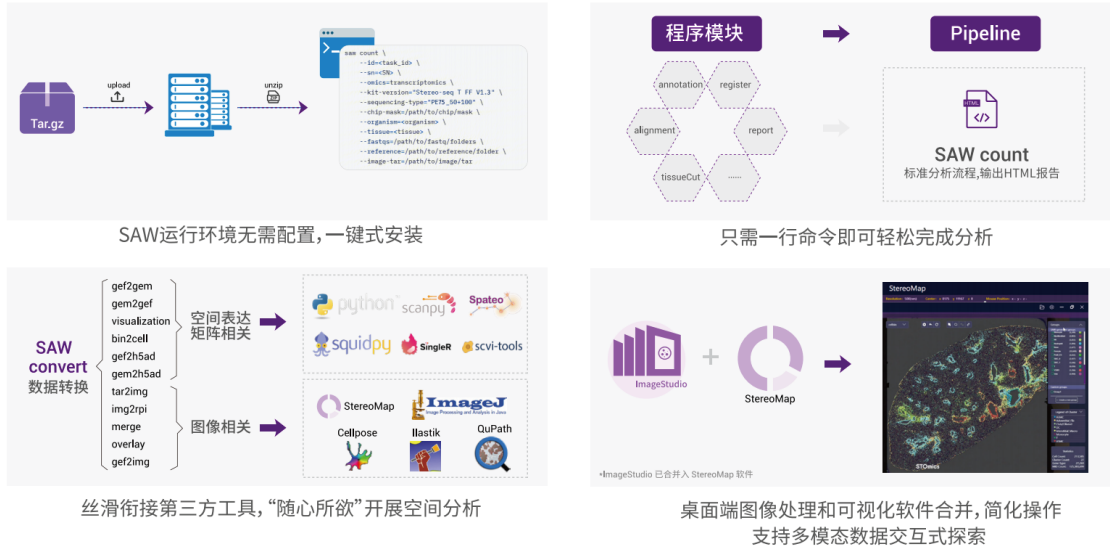 Tar.gz
upload
unzip
saw count \
--id=<task_id> \
--sn=<SN> \
--omics=transcriptomics \
--kit-version="Stereo-seq T FF V1.3" \
--sequencing-type="PE75_50+100" \
--chip-mask=/path/to/chip/mask \
--organism=<organism> \
--tissue=<tissue> \
--fastqs=/path/to/fastq/folders \
--reference=/path/to/reference/folder \
--image-tar=/path/to/image/tar
SAW运行环境无需配置,一键式安装
程序模块
Pipeline
annotation
register
alignment
report
tissueCut
......
HTML
SAW count
标准分析流程,输出HTML报告
只需一行命令即可轻松完成分析
SAW
convert
数据转换
gef2gem
gem2gef
visualization
bin2cell
gef2h5ad
gem2h5ad
tar2img
img2rpi
merge
overlay
gef2img
空间表达
矩阵相关
图像相关
python
scanpy
Spateo
squidpy
SingleR
scvi-tools
StereoMap
ImageJ
Image Processing and Analysis in Java
Cellpose
Ilastik
QuPath
丝滑衔接第三方工具，“随心所欲”开展空间分析
ImageStudio
+
StereoMap
*ImageStudio 已合并入 StereoMap 软件
StereoMap
STOmics
桌面端图像处理和可视化软件合并，简化操作
支持多模态数据交互式探索